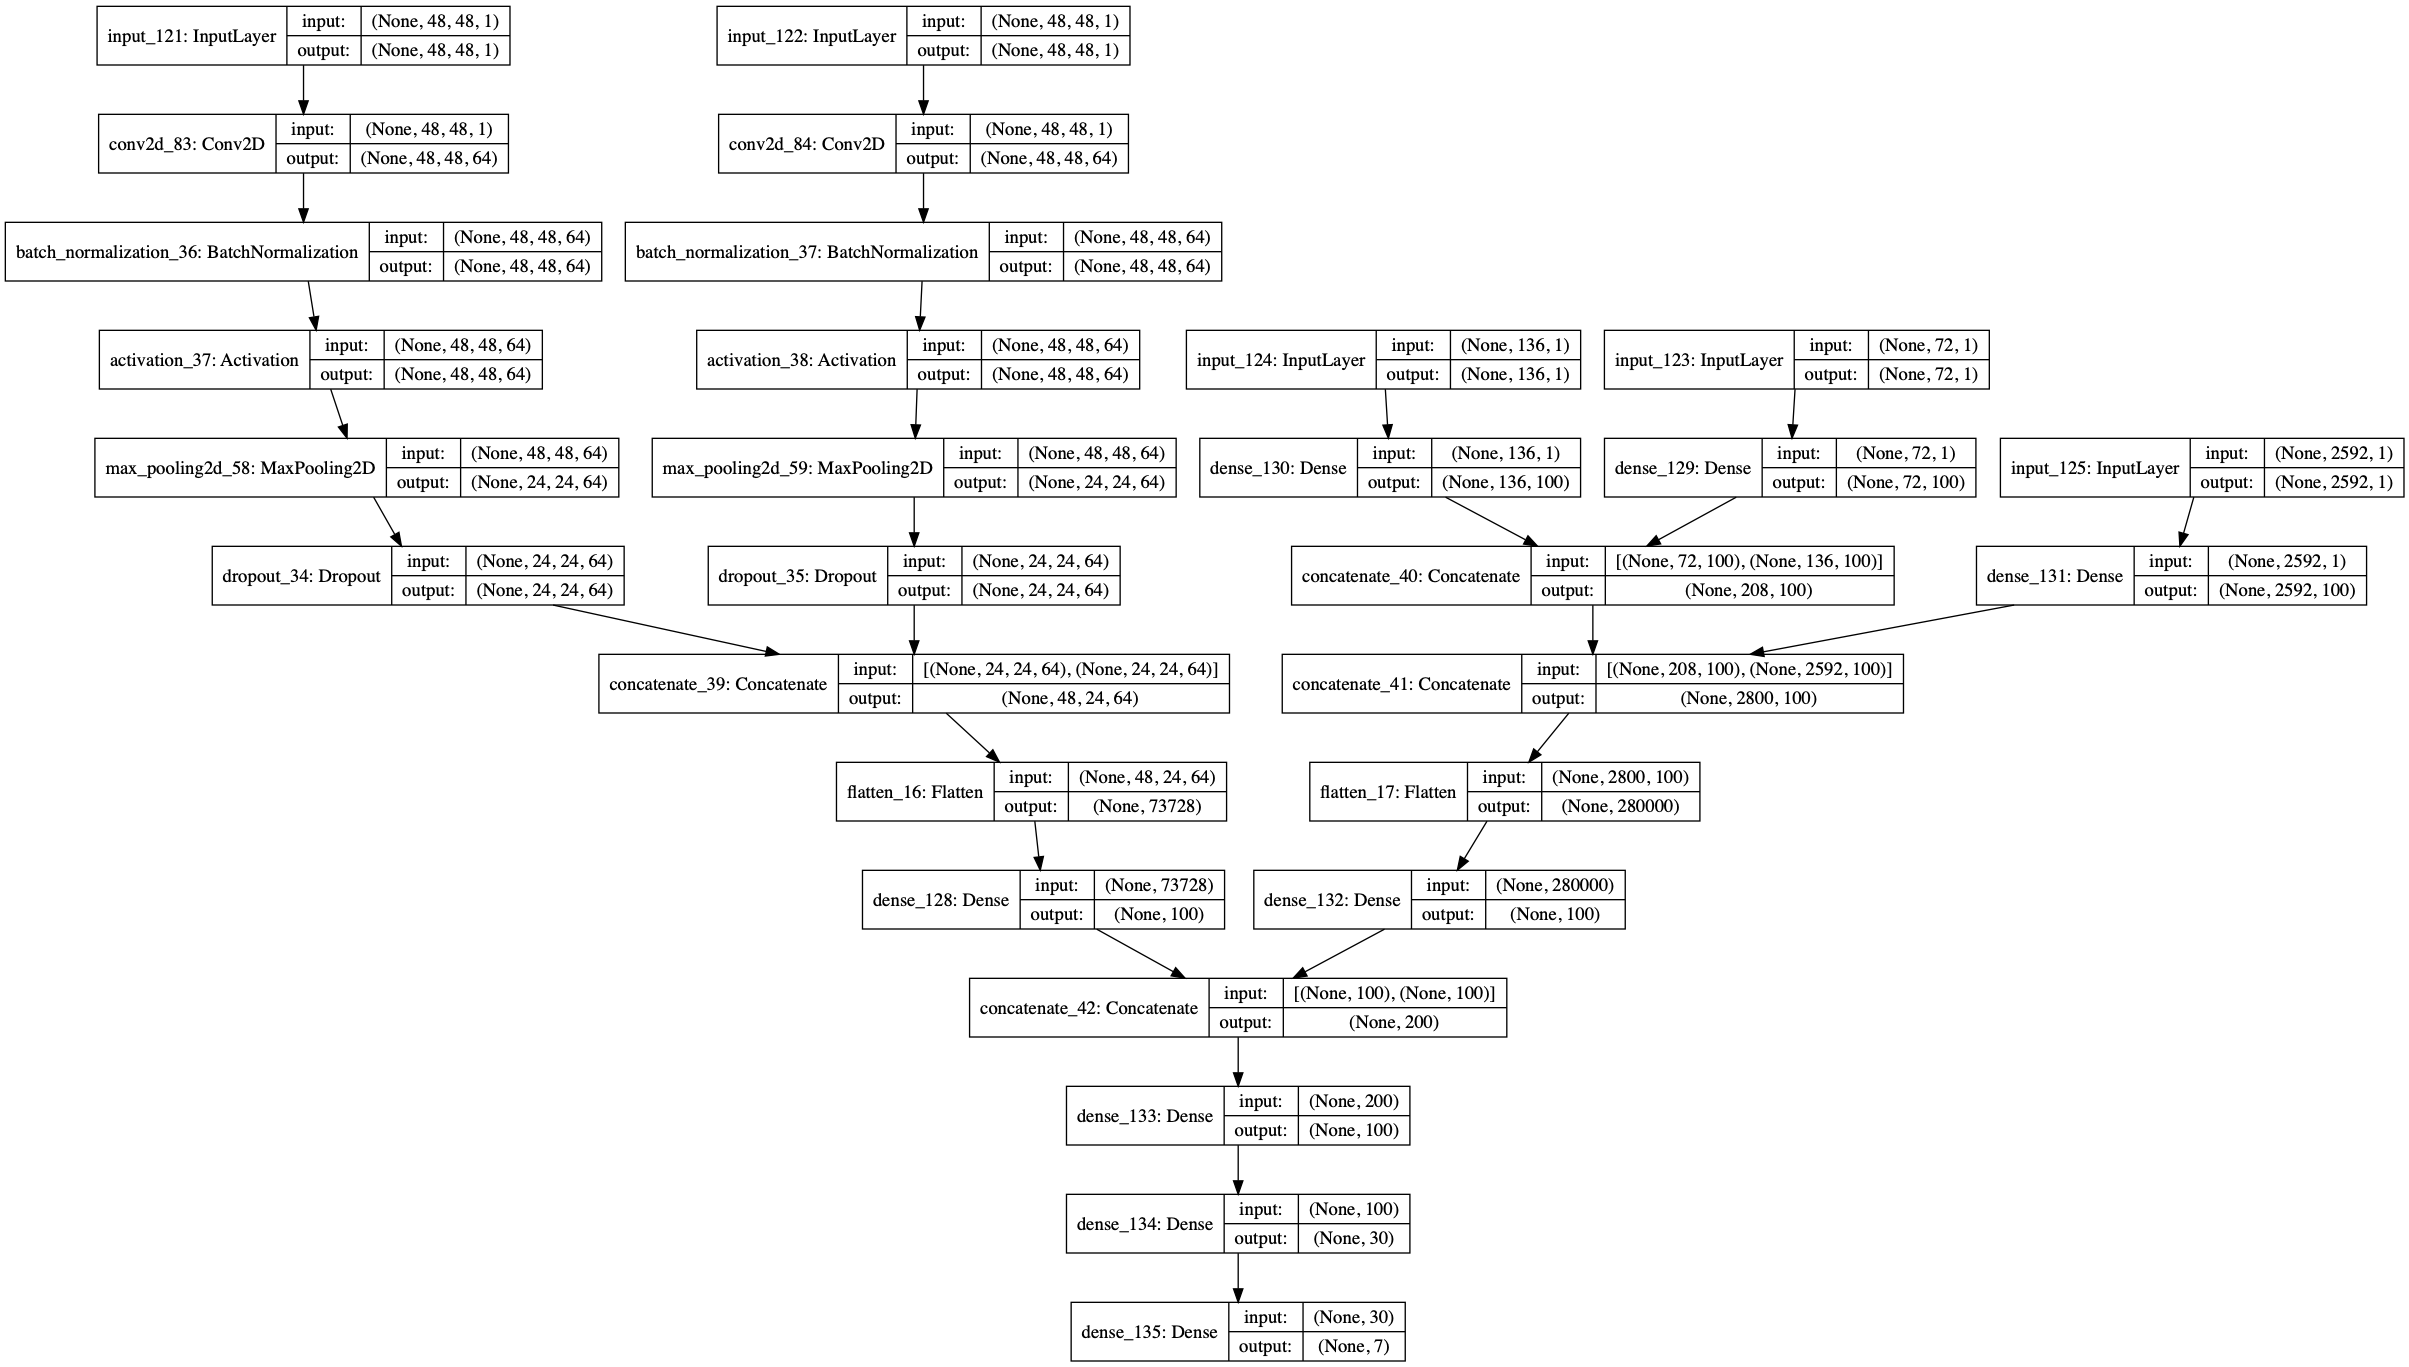 input_121: InputLayer
input:
(None, 48, 48, 1)
output:
(None, 48, 48, 1)
input_122: InputLayer
input:
(None, 48, 48, 1)
output:
(None, 48, 48, 1)
conv2d_83: Conv2D
input:
(None, 48, 48, 1)
output:
(None, 48, 48, 64)
conv2d_84: Conv2D
input:
(None, 48, 48, 1)
output:
(None, 48, 48, 64)
batch_normalization_36: BatchNormalization
input:
(None, 48, 48, 64)
output:
(None, 48, 48, 64)
batch_normalization_37: BatchNormalization
input:
(None, 48, 48, 64)
output:
(None, 48, 48, 64)
activation_37: Activation
input:
(None, 48, 48, 64)
output:
(None, 48, 48, 64)
activation_38: Activation
input:
(None, 48, 48, 64)
output:
(None, 48, 48, 64)
input_124: InputLayer
input:
(None, 136, 1)
output:
(None, 136, 1)
input_123: InputLayer
input:
(None, 72, 1)
output:
(None, 72, 1)
max_pooling2d_58: MaxPooling2D
input:
(None, 48, 48, 64)
output:
(None, 24, 24, 64)
max_pooling2d_59: MaxPooling2D
input:
(None, 48, 48, 64)
output:
(None, 24, 24, 64)
dense_130: Dense
input:
(None, 136, 1)
output:
(None, 136, 100)
dense_129: Dense
input:
(None, 72, 1)
output:
(None, 72, 100)
input_125: InputLayer
input:
(None, 2592, 1)
output:
(None, 2592, 1)
dropout_34: Dropout
input:
(None, 24, 24, 64)
output:
(None, 24, 24, 64)
dropout_35: Dropout
input:
(None, 24, 24, 64)
output:
(None, 24, 24, 64)
concatenate_40: Concatenate
input:
[(None, 72, 100), (None, 136, 100)]
output:
(None, 208, 100)
dense_131: Dense
input:
(None, 2592, 1)
output:
(None, 2592, 100)
concatenate_39: Concatenate
input:
[(None, 24, 24, 64), (None, 24, 24, 64)]
output:
(None, 48, 24, 64)
concatenate_41: Concatenate
input:
[(None, 208, 100), (None, 2592, 100)]
output:
(None, 2800, 100)
flatten_16: Flatten
input:
(None, 48, 24, 64)
output:
(None, 73728)
flatten_17: Flatten
input:
(None, 2800, 100)
output:
(None, 280000)
dense_128: Dense
input:
(None, 73728)
output:
(None, 100)
dense_132: Dense
input:
(None, 280000)
output:
(None, 100)
concatenate_42: Concatenate
input:
[(None, 100), (None, 100)]
output:
(None, 200)
dense_133: Dense
input:
(None, 200)
output:
(None, 100)
dense_134: Dense
input:
(None, 100)
output:
(None, 30)
dense_135: Dense
input:
(None, 30)
output:
(None, 7)